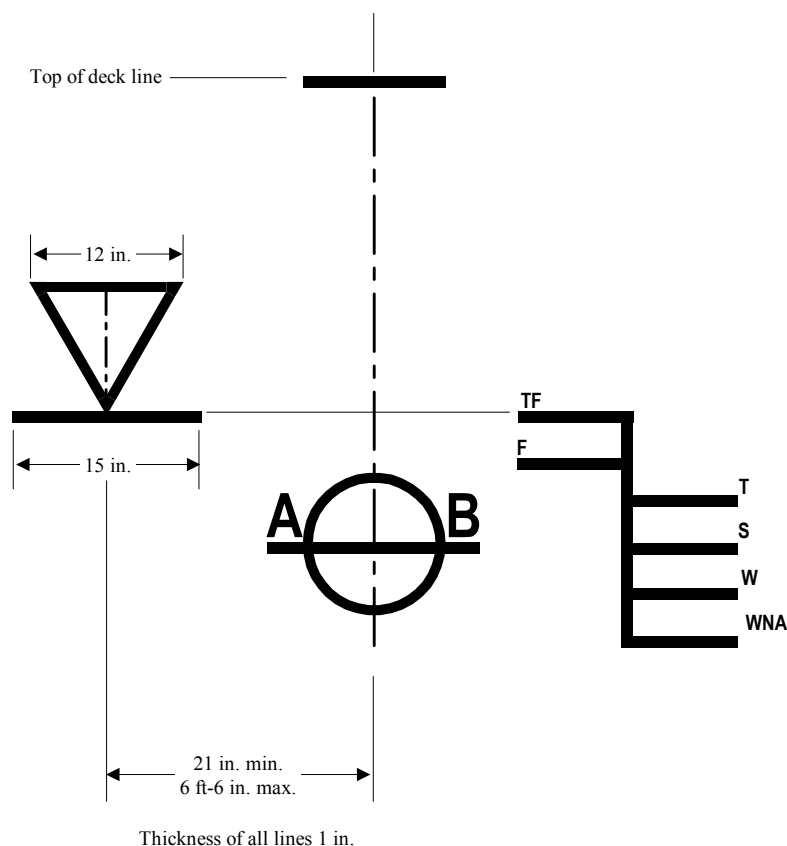 Top of deck line
12 in.
TF
F
15 in.
T
A B
S
W
WNA
21 in. min.
6 ft-6 in. max.
Thickness of all lines 1 in.